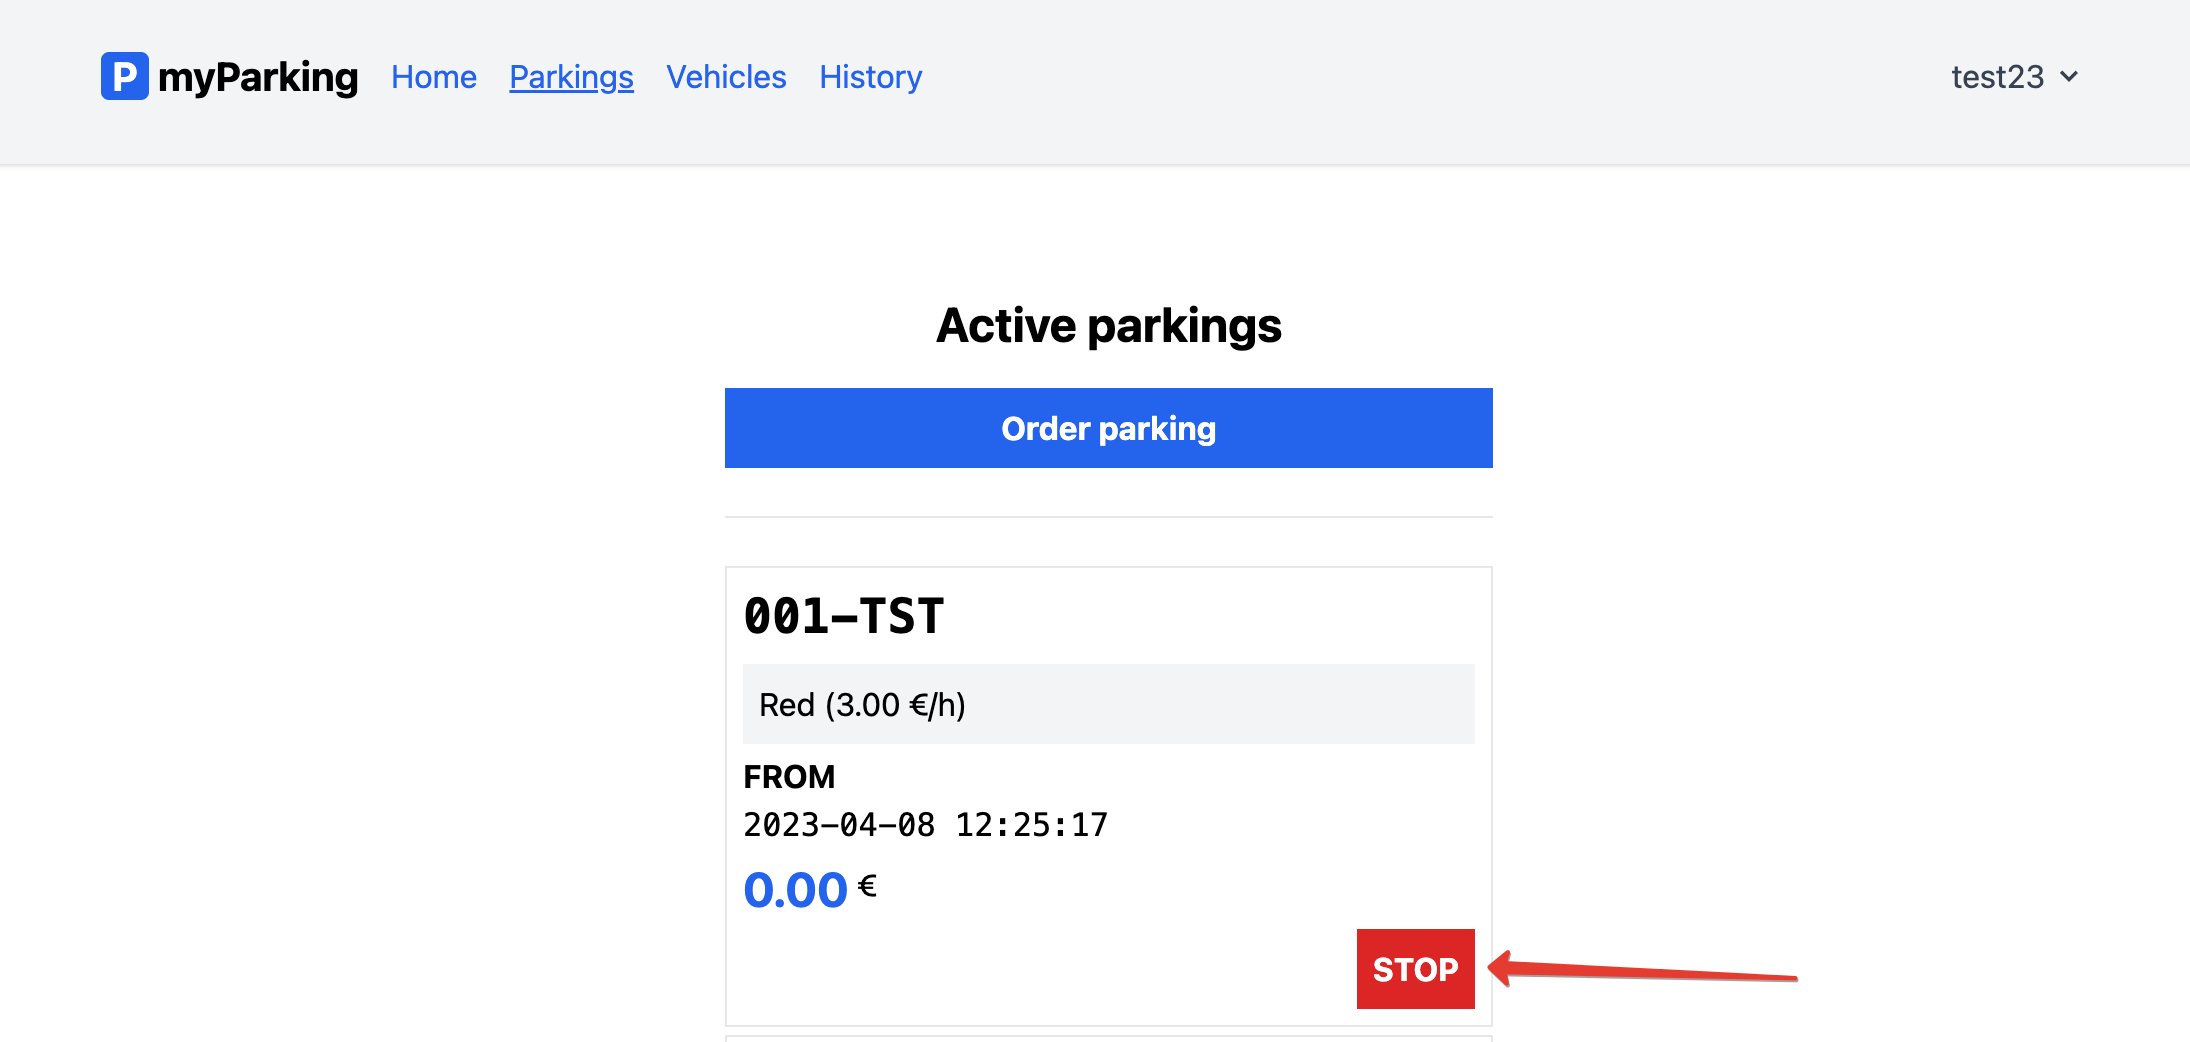 P myParking Home Parkings Vehicles History test23
Active parkings
Order parking
001-TST
Red (3.00 €/h)
FROM
2023-04-08 12:25:17
0.00 €
STOP